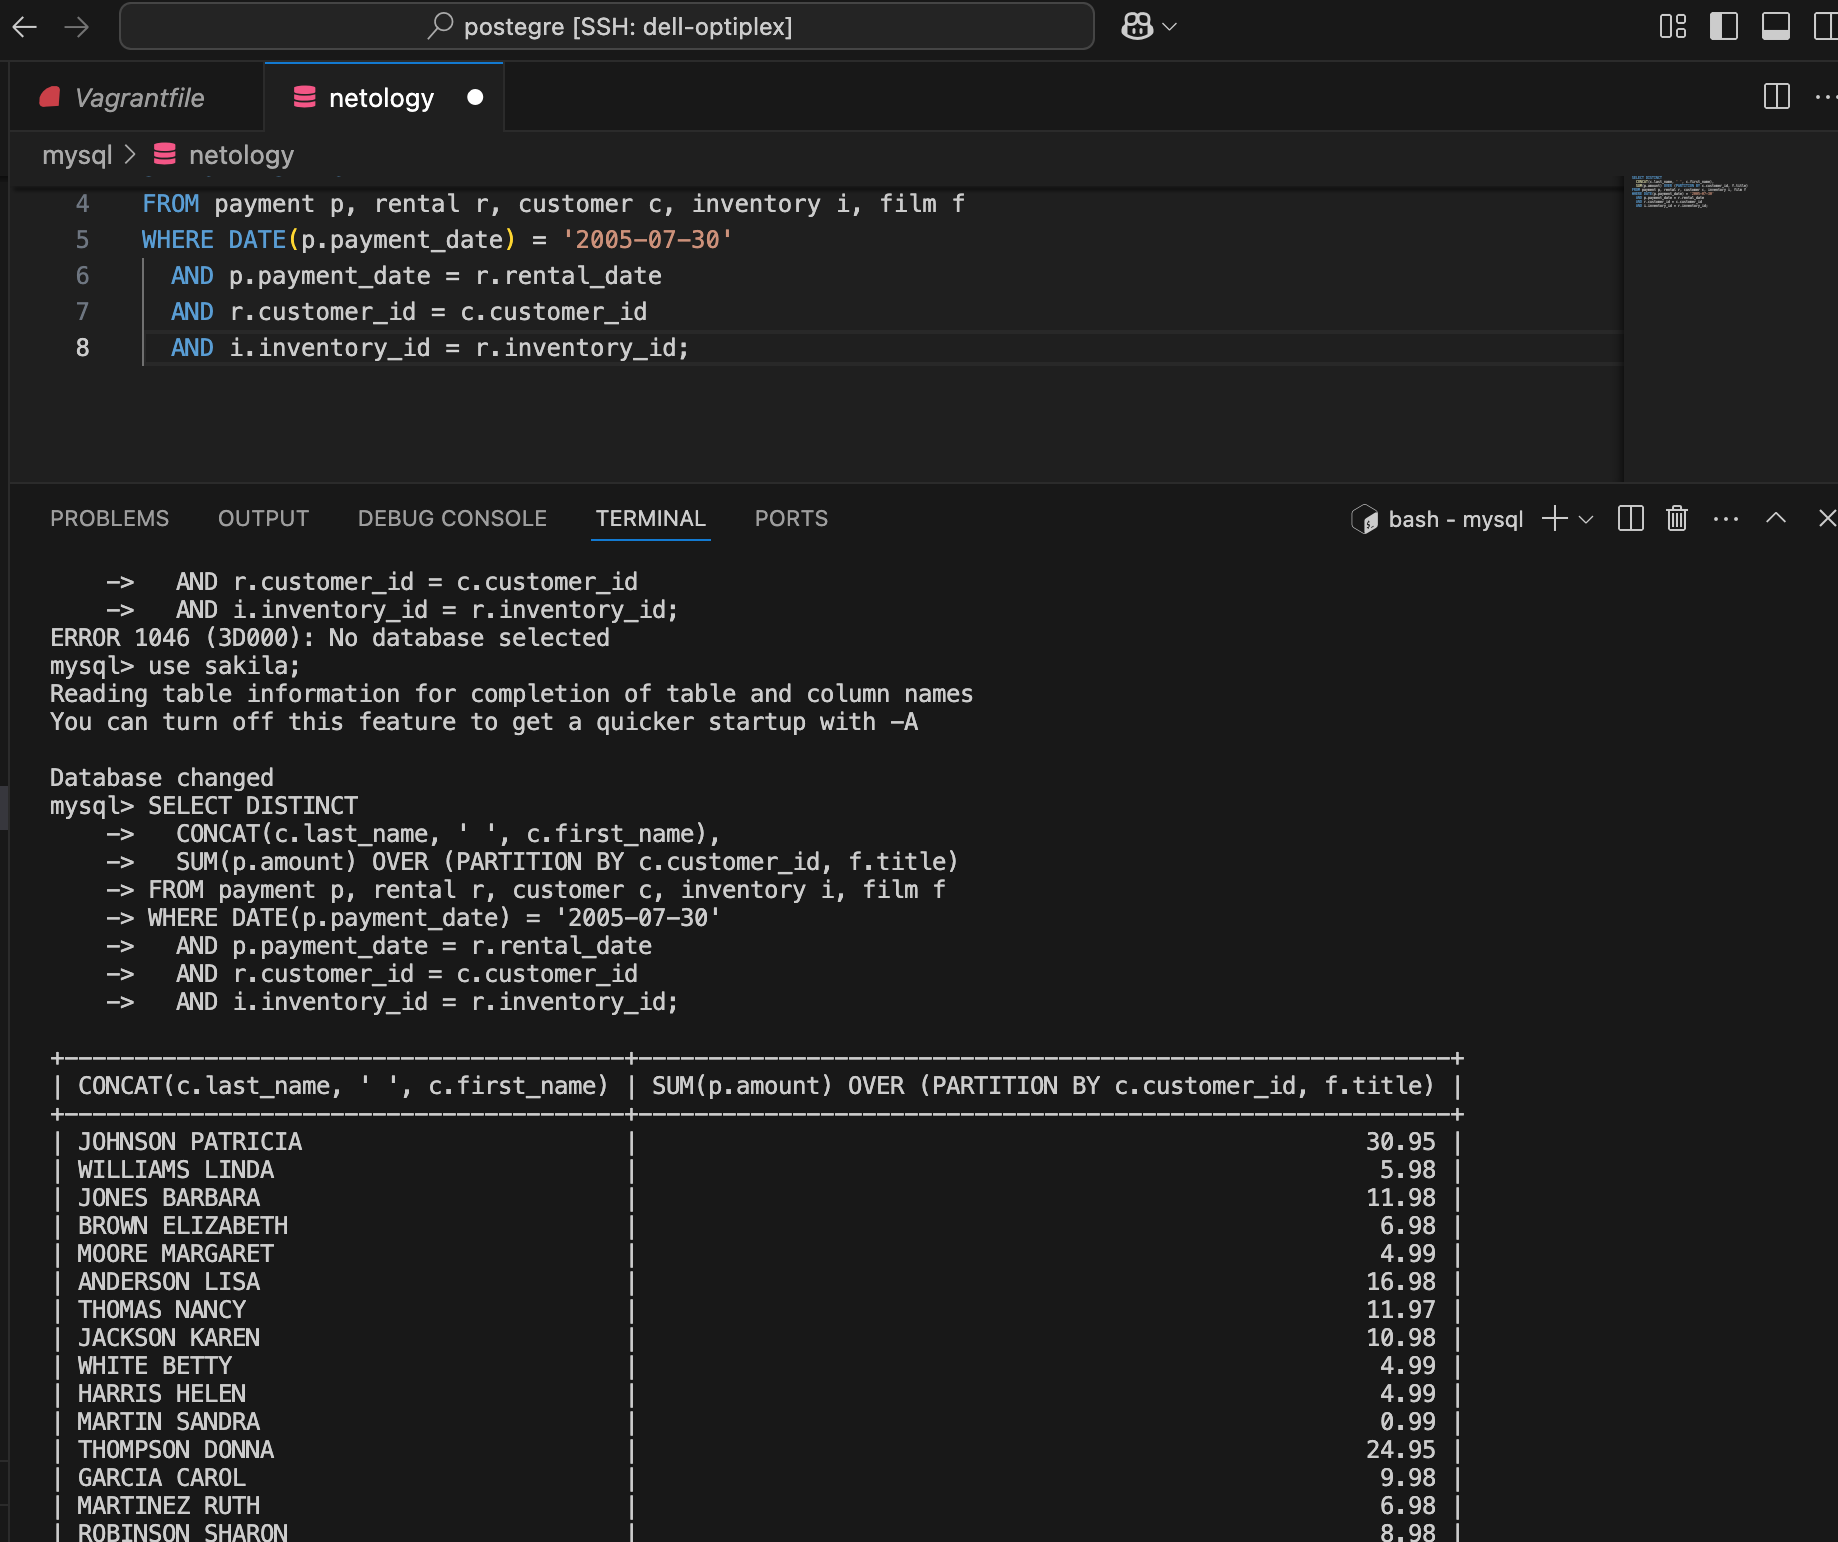 postegre [SSH: dell-optiplex]
Vagrantfile
netology
mysql > netology
4 FROM payment p, rental r, customer c, inventory i, film f
5 WHERE DATE(p.payment_date) = '2005-07-30'
6 AND p.payment_date = r.rental_date
7 AND r.customer_id = c.customer_id
8 AND i.inventory_id = r.inventory_id;
PROBLEMS OUTPUT DEBUG CONSOLE TERMINAL PORTS
bash - mysql
-> AND r.customer_id = c.customer_id
-> AND i.inventory_id = r.inventory_id;
ERROR 1046 (3D000): No database selected
mysql> use sakila;
Reading table information for completion of table and column names
You can turn off this feature to get a quicker startup with -A
Database changed
mysql> SELECT DISTINCT
-> CONCAT(c.last_name, ' ', c.first_name),
-> SUM(p.amount) OVER (PARTITION BY c.customer_id, f.title)
-> FROM payment p, rental r, customer c, inventory i, film f
-> WHERE DATE(p.payment_date) = '2005-07-30'
-> AND p.payment_date = r.rental_date
-> AND r.customer_id = c.customer_id
-> AND i.inventory_id = r.inventory_id;
+----------------------------------------+----------------------------------------------------------+
| CONCAT(c.last_name, ' ', c.first_name) | SUM(p.amount) OVER (PARTITION BY c.customer_id, f.title) |
+----------------------------------------+----------------------------------------------------------+
| JOHNSON PATRICIA | 30.95 |
| WILLIAMS LINDA | 5.98 |
| JONES BARBARA | 11.98 |
| BROWN ELIZABETH | 6.98 |
| MOORE MARGARET | 4.99 |
| ANDERSON LISA | 16.98 |
| THOMAS NANCY | 11.97 |
| JACKSON KAREN | 10.98 |
| WHITE BETTY | 4.99 |
| HARRIS HELEN | 4.99 |
| MARTIN SANDRA | 0.99 |
| THOMPSON DONNA | 24.95 |
| GARCIA CAROL | 9.98 |
| MARTINEZ RUTH | 6.98 |
| ROBINSON SHARON | 8.98 |